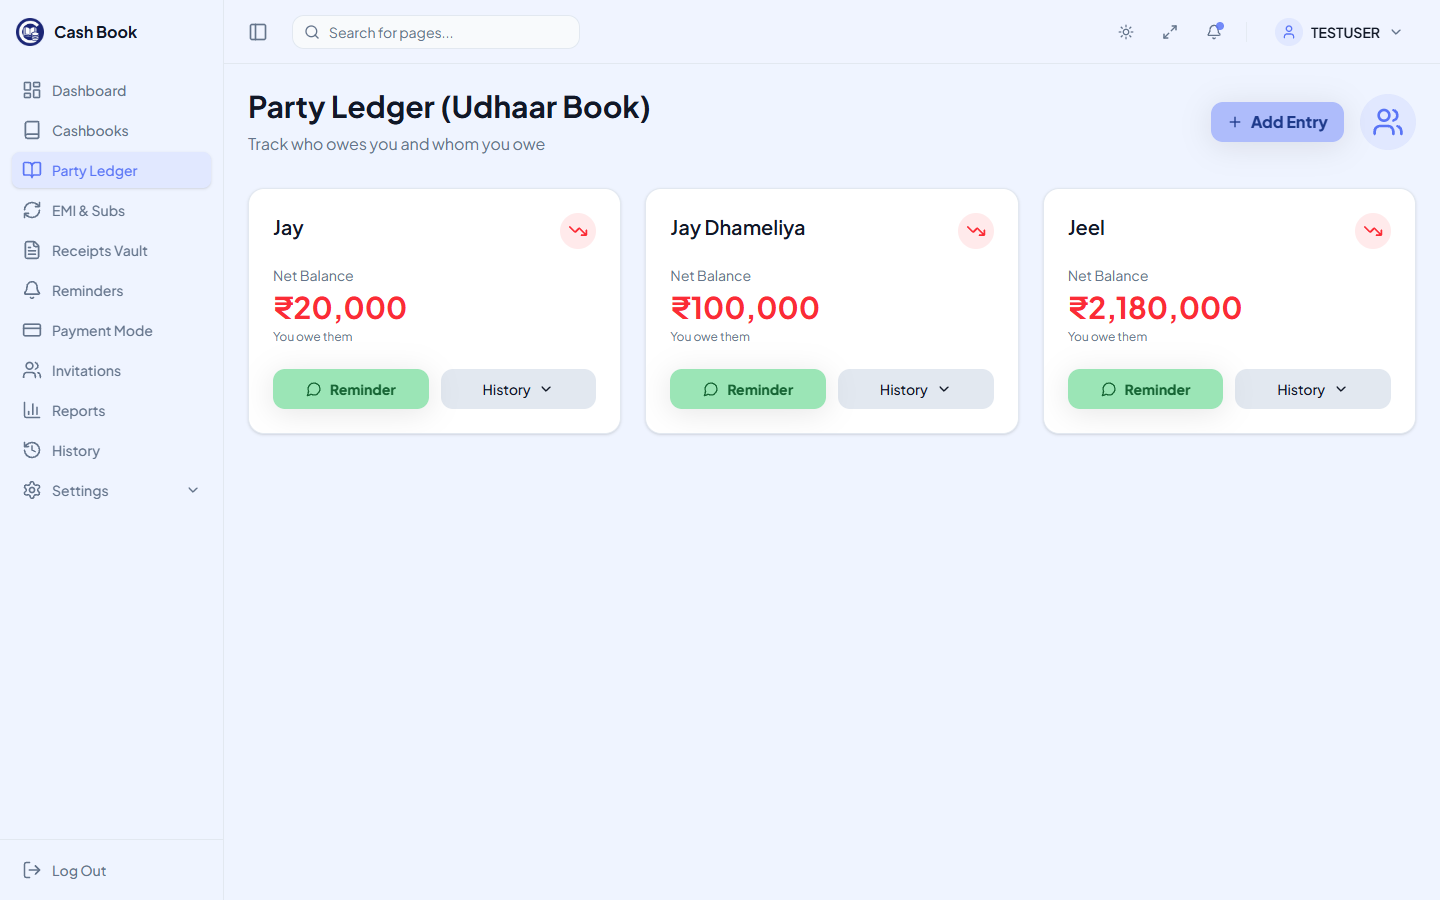 Cash Book
Search for pages...
TESTUSER
Dashboard
Cashbooks
Party Ledger
EMI & Subs
Receipts Vault
Reminders
Payment Mode
Invitations
Reports
History
Settings
Log Out
Party Ledger (Udhaar Book)
Track who owes you and whom you owe
Add Entry
Jay
Net Balance
₹20,000
You owe them
Reminder
History
Jay Dhameliya
Net Balance
₹100,000
You owe them
Reminder
History
Jeel
Net Balance
₹2,180,000
You owe them
Reminder
History